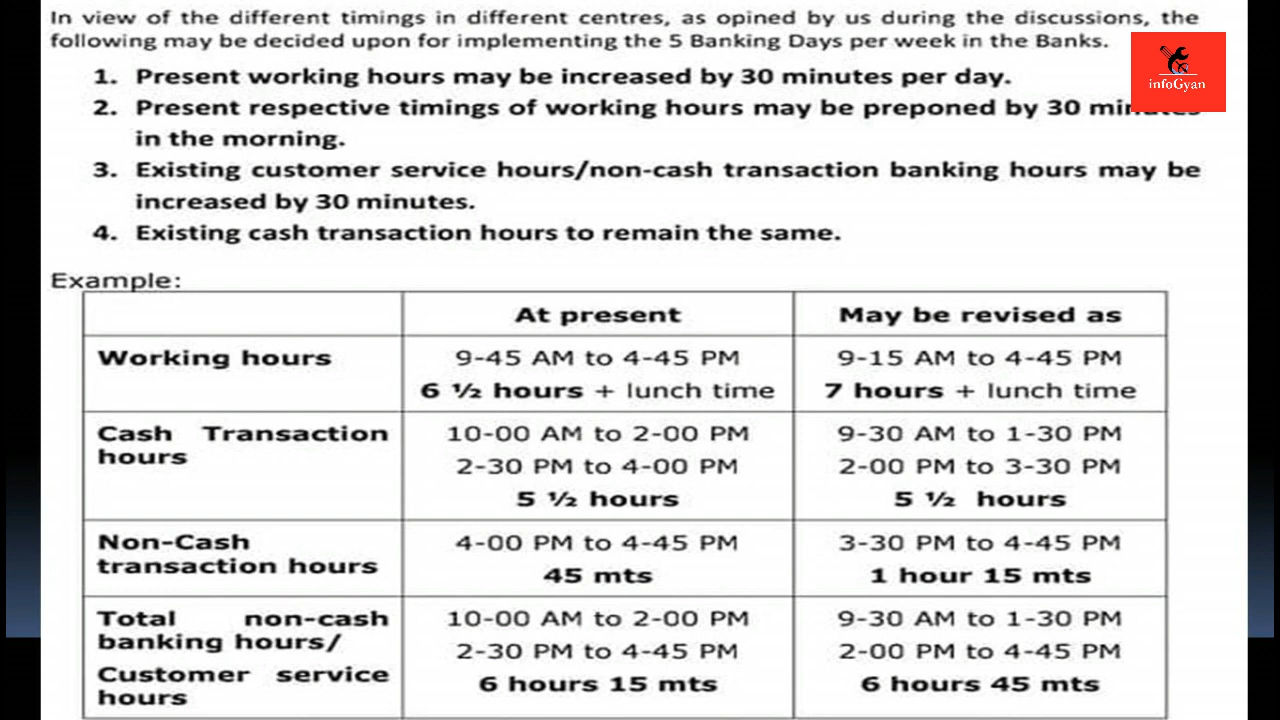 In view of the different timings in different centres, as opined by us during the discussions, the
following may be decided upon for implementing the 5 Banking Days per week in the Banks.
infoGyan
1. Present working hours may be increased by 30 minutes per day.
2. Present respective timings of working hours may be preponed by 30
in the morning.
3. Existing customer service hours/non-cash transaction banking hours may be
increased by 30 minutes.
4. Existing cash transaction hours to remain the same.
Example:
At present
May be revised as
Working hours
9-45 AM to 4-45 PM
6 ½ hours + lunch time
9-15 AM to 4-45 PM
7 hours + lunch time
Cash Transaction
hours
10-00 AM to 2-00 PM
2-30 PM to 4-00 PM
5 ½ hours
9-30 AM to 1-30 PM
2-00 PM to 3-30 PM
5 ½ hours
Non-Cash
transaction hours
4-00 PM to 4-45 PM
45 mts
3-30 PM to 4-45 PM
1 hour 15 mts
Total non-cash
banking hours/
Customer service
hours
10-00 AM to 2-00 PM
2-30 PM to 4-45 PM
6 hours 15 mts
9-30 AM to 1-30 PM
2-00 PM to 4-45 PM
6 hours 45 mts